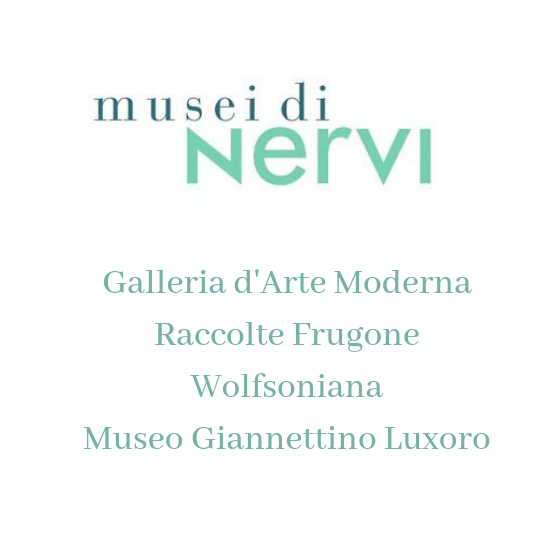 musei di
NerVI
Galleria d'Arte Moderna
Raccolte Frugone
Wolfsoniana
Museo Giannettino Luxoro